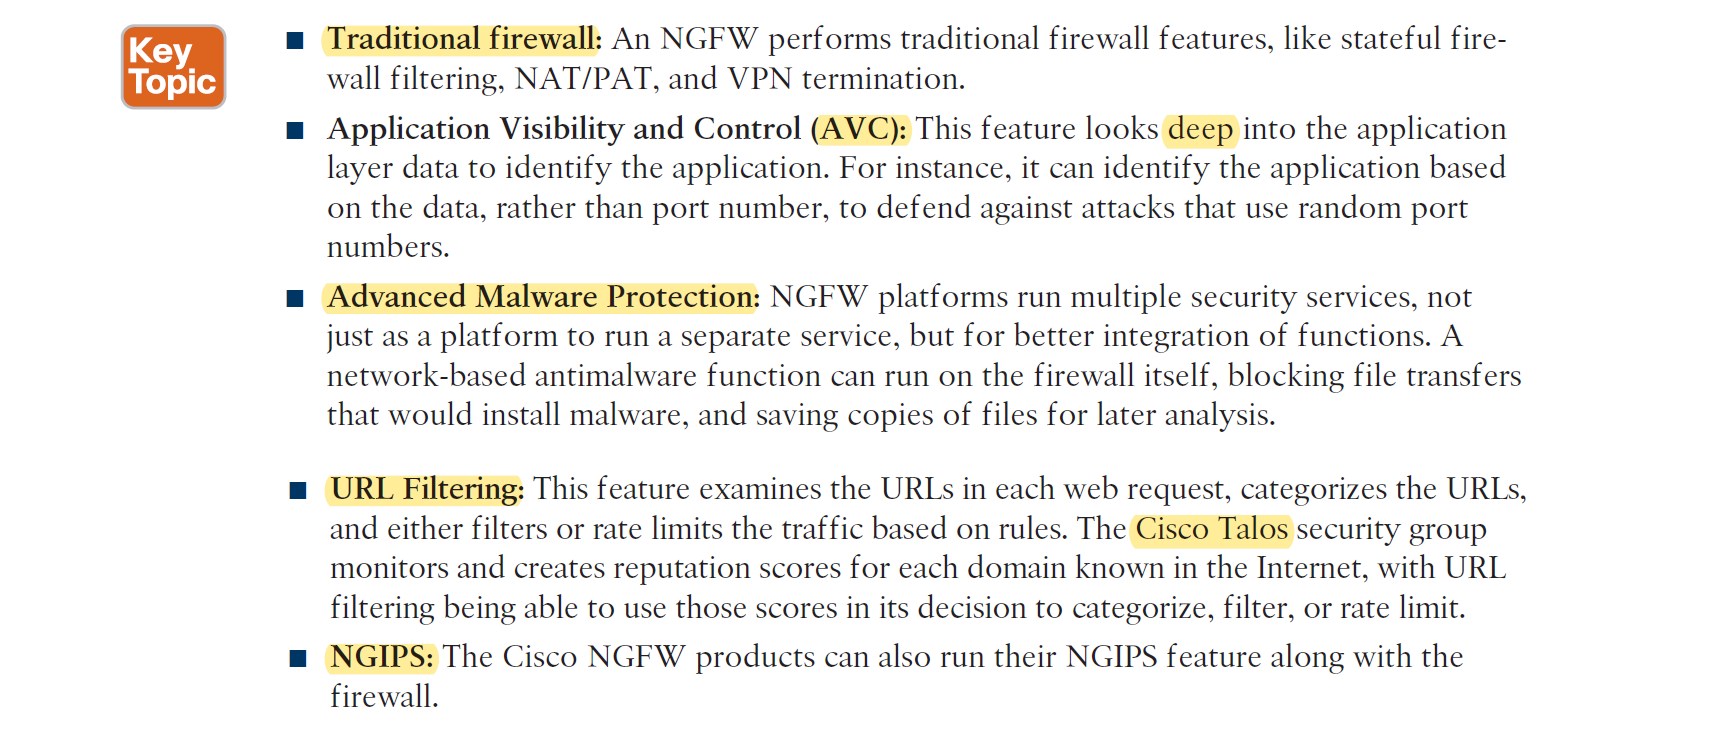 Key
Topic
■ Traditional firewall: An NGFW performs traditional firewall features, like stateful fire-
wall filtering, NAT/PAT, and VPN termination.
■ Application Visibility and Control (AVC): This feature looks deep into the application
layer data to identify the application. For instance, it can identify the application based
on the data, rather than port number, to defend against attacks that use random port
numbers.
■ Advanced Malware Protection: NGFW platforms run multiple security services, not
just as a platform to run a separate service, but for better integration of functions. A
network-based antimalware function can run on the firewall itself, blocking file transfers
that would install malware, and saving copies of files for later analysis.
■ URL Filtering: This feature examines the URLs in each web request, categorizes the URLs,
and either filters or rate limits the traffic based on rules. The Cisco Talos security group
monitors and creates reputation scores for each domain known in the Internet, with URL
filtering being able to use those scores in its decision to categorize, filter, or rate limit.
■ NGIPS: The Cisco NGFW products can also run their NGIPS feature along with the
firewall.